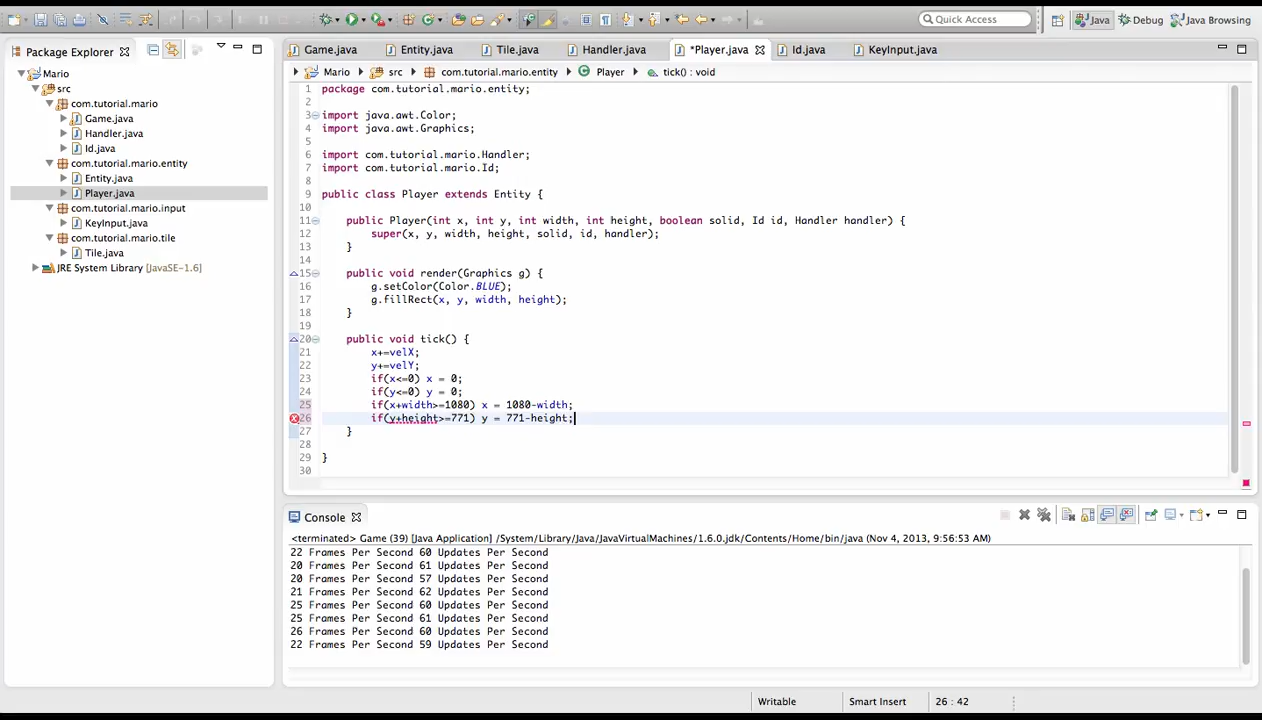 Quick Access
Java
Debug
Java Browsing
Package Explorer
Game.java
Entity.java
Tile.java
Handler.java
*Player.java
Id.java
KeyInput.java
Mario
src
com.tutorial.mario
Game.java
Handler.java
Id.java
com.tutorial.mario.entity
Entity.java
Player.java
com.tutorial.mario.input
KeyInput.java
com.tutorial.mario.tile
Tile.java
JRE System Library [JavaSE-1.6]
Mario src com.tutorial.mario.entity Player tick() : void
1 package com.tutorial.mario.entity;
2
3 import java.awt.Color;
4 import java.awt.Graphics;
5
6 import com.tutorial.mario.Handler;
7 import com.tutorial.mario.Id;
8
9 public class Player extends Entity {
10
11 public Player(int x, int y, int width, int height, boolean solid, Id id, Handler handler) {
12 super(x, y, width, height, solid, id, handler);
13 }
14
15 public void render(Graphics g) {
16 g.setColor(Color.BLUE);
17 g.fillRect(x, y, width, height);
18 }
19
20 public void tick() {
21 x+=velX;
22 y+=velY;
23 if(x<=0) x = 0;
24 if(y<=0) y = 0;
25 if(x+width>=1080) x = 1080-width;
26 if(y+height>=771) y = 771-height;
27 }
28
29 }
30
Console
<terminated> Game (39) [Java Application] /System/Library/Java/JavaVirtualMachines/1.6.0.jdk/Contents/Home/bin/java (Nov 4, 2013, 9:56:53 AM)
22 Frames Per Second 60 Updates Per Second
20 Frames Per Second 61 Updates Per Second
20 Frames Per Second 57 Updates Per Second
21 Frames Per Second 62 Updates Per Second
25 Frames Per Second 60 Updates Per Second
25 Frames Per Second 61 Updates Per Second
26 Frames Per Second 60 Updates Per Second
22 Frames Per Second 59 Updates Per Second
Writable
Smart Insert
26 : 42